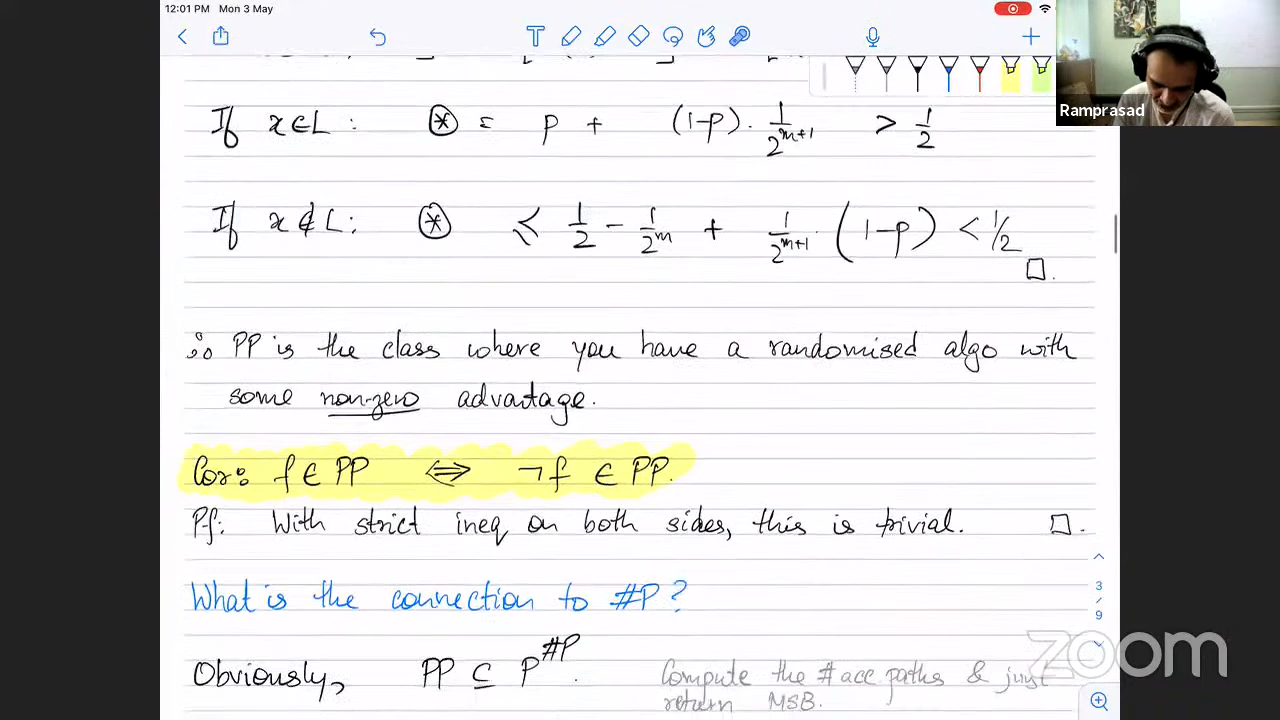 12:01 PM Mon 3 May
Ramprasad
If x ∈ L : ⊛ = p + (1-p) · 1/2^{m+1} > 1/2
If x ∉ L : ⊛ ≤ 1/2 - 1/2^m + 1/2^{m+1} · (1-p) < 1/2
□.
∴ PP is the class where you have a randomised algo with
some non-zero advantage.
Cor: f ∈ PP ⟺ ¬f ∈ PP.
Pf: With strict ineq on both sides, this is trivial. □.
What is the connection to #P?
Obviously, PP ⊆ P^{#P}.
Compute the #acc paths & just
return MSB.
3
/
9
zoom